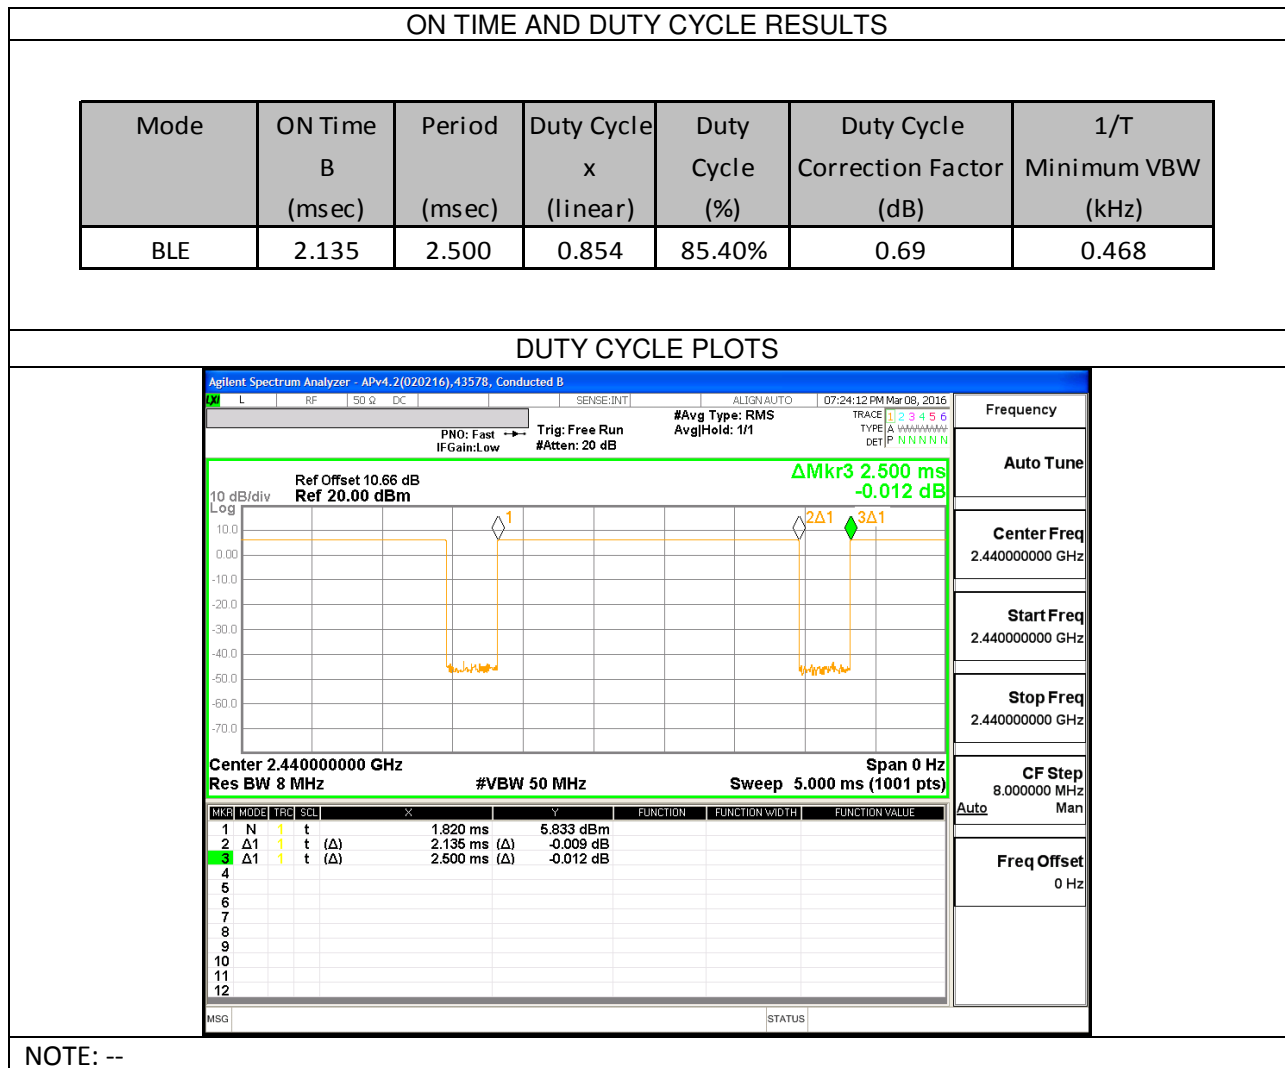 ON TIME AND DUTY CYCLE RESULTS
Mode ON Time Period Duty Cycle Duty Duty Cycle 1/T
B x Cycle Correction Factor Minimum VBW
(msec) (msec) (linear) (%) (dB) (kHz)
BLE 2.135 2.500 0.854 85.40% 0.69 0.468
DUTY CYCLE PLOTS
Agilent Spectrum Analyzer - APv4.2(020216),43578, Conducted B
LXI L RF 50 Ω DC SENSE:INT ALIGN AUTO 07:24:12 PM Mar 08, 2016
PNO: Fast IFGain:Low
Trig: Free Run #Atten: 20 dB
#Avg Type: RMS Avg|Hold: 1/1
TRACE 1 2 3 4 5 6
TYPE A WWWWW
DET P N N N N N
Frequency
Auto Tune
ΔMkr3 2.500 ms
-0.012 dB
Ref Offset 10.66 dB
10 dB/div Ref 20.00 dBm
Log
1 2Δ1 3Δ1
10.0
0.00
-10.0
-20.0
-30.0
-40.0
-50.0
-60.0
-70.0
Center Freq
2.440000000 GHz
Start Freq
2.440000000 GHz
Stop Freq
2.440000000 GHz
Center 2.440000000 GHz Span 0 Hz
Res BW 8 MHz #VBW 50 MHz Sweep 5.000 ms (1001 pts)
CF Step
8.000000 MHz
Auto Man
Freq Offset
0 Hz
MKR MODE TRC SCL X Y FUNCTION FUNCTION WIDTH FUNCTION VALUE
1 N 1 t 1.820 ms 5.833 dBm
2 Δ1 1 t (Δ) 2.135 ms (Δ) -0.009 dB
3 Δ1 1 t (Δ) 2.500 ms (Δ) -0.012 dB
4
5
6
7
8
9
10
11
12
MSG STATUS
NOTE: --